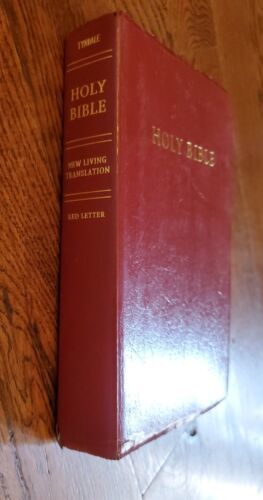 TYNDALE
HOLY
BIBLE
NEW LIVING
TRANSLATION
RED LETTER
HOLY BIBLE